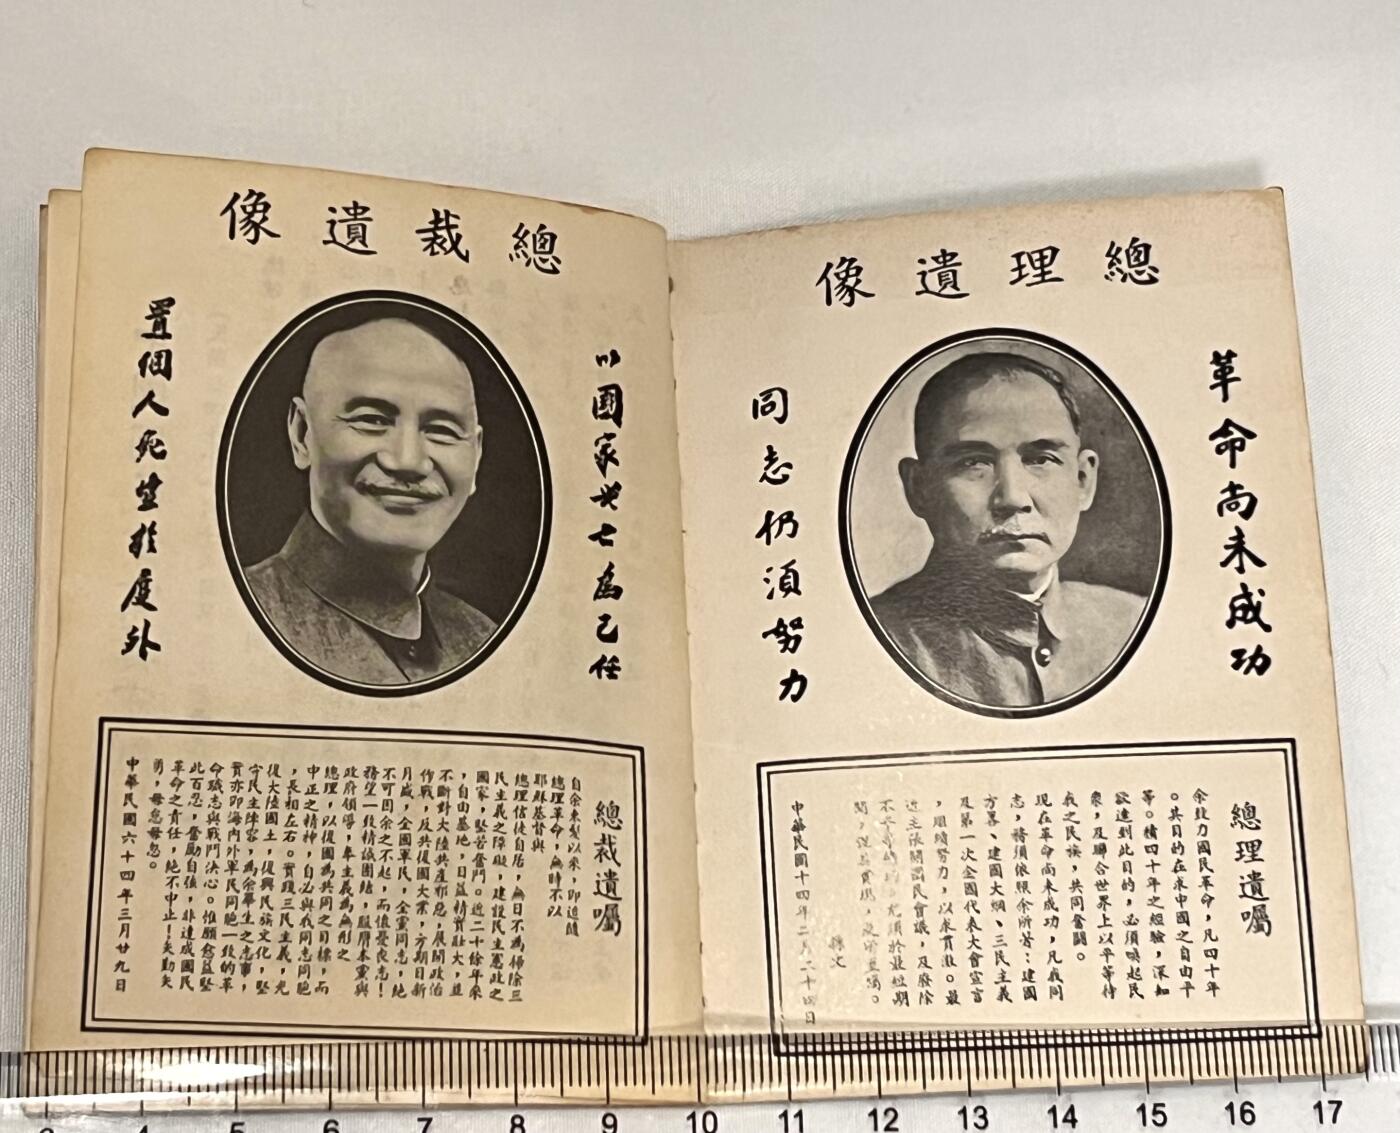 總理遺像
革命尚未成功
同志仍須努力
總理遺囑
余致力國民革命,凡四十年
。其目的在求中國之自由平
等。積四十年之經驗,深知
欲達到此目的,必須喚起民
衆,及聯合世界上以平等待
我之民族,共同奮鬪。
現在革命尚未成功,凡我同
志,務須依照余所著:建國
方畧、建國大綱、三民主義
及第一次全國代表大會宣言
,繼續努力,以求貫澈。最
近主張開國民會議,及廢除
不平等條約,尤須於最短期
間,促其實現,是所至囑。
孫文
中華民國十四年二月二十四日
總裁遺像
以國家興亡為己任
置個人死生於度外
總裁遺囑
自余束髮以來,即追隨
總理革命,無時不以
耶穌基督與
總理信徒自居,無日不為掃除三
民主義之障礙,建設民主憲政之
國家,堅苦奮鬥。近二十餘年來
,自由基地,日益精實壯大,並
不斷對大陸共產邪惡,展開政治
作戰,反共復國大業,方期日新
月盛,全國軍民,全黨同志,絕
不可因余之不起,而懷憂喪志!
務望一致精誠團結,服膺本黨與
政府領導,奉主義為無形之
總理,以復國為共同之目標,而
中正之精神,自必與我同志同胞
,長相左右。實踐三民主義,光
復大陸國土,復興民族文化,堅
守民主陣容,為余畢生之志事,
實亦即海內外軍民同胞一致的革
命職志與戰鬥決心。惟願愈益堅
此百忍,奮勵自強,非達成國民
革命之責任,絕不中止!矢勤矢
勇,毋怠毋忽。
中華民國六十四年三月廿九日
3 4 5 6 7 8 9 10 11 12 13 14 15 16 17